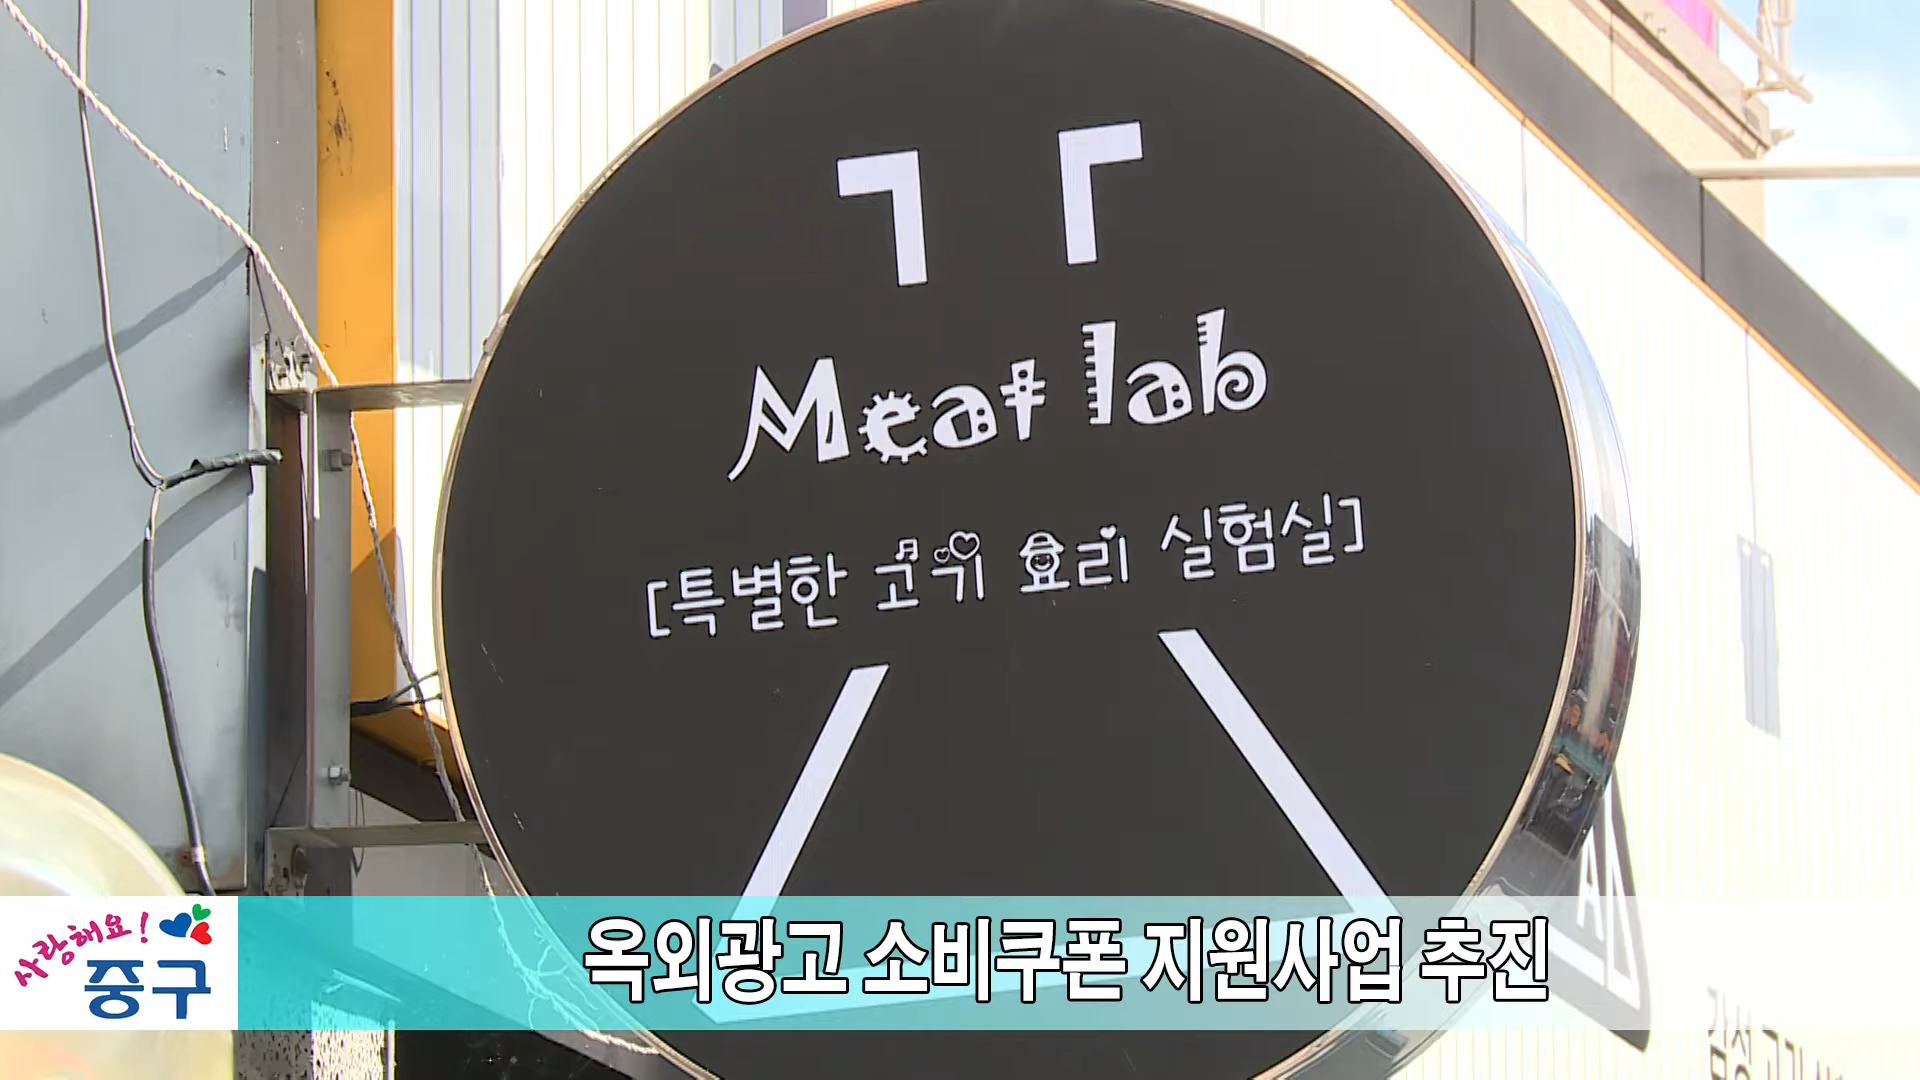 Meat lab
[특별한 고기 요리 실험실]
사랑해요!
중구
옥외광고 소비쿠폰 지원사업 추진